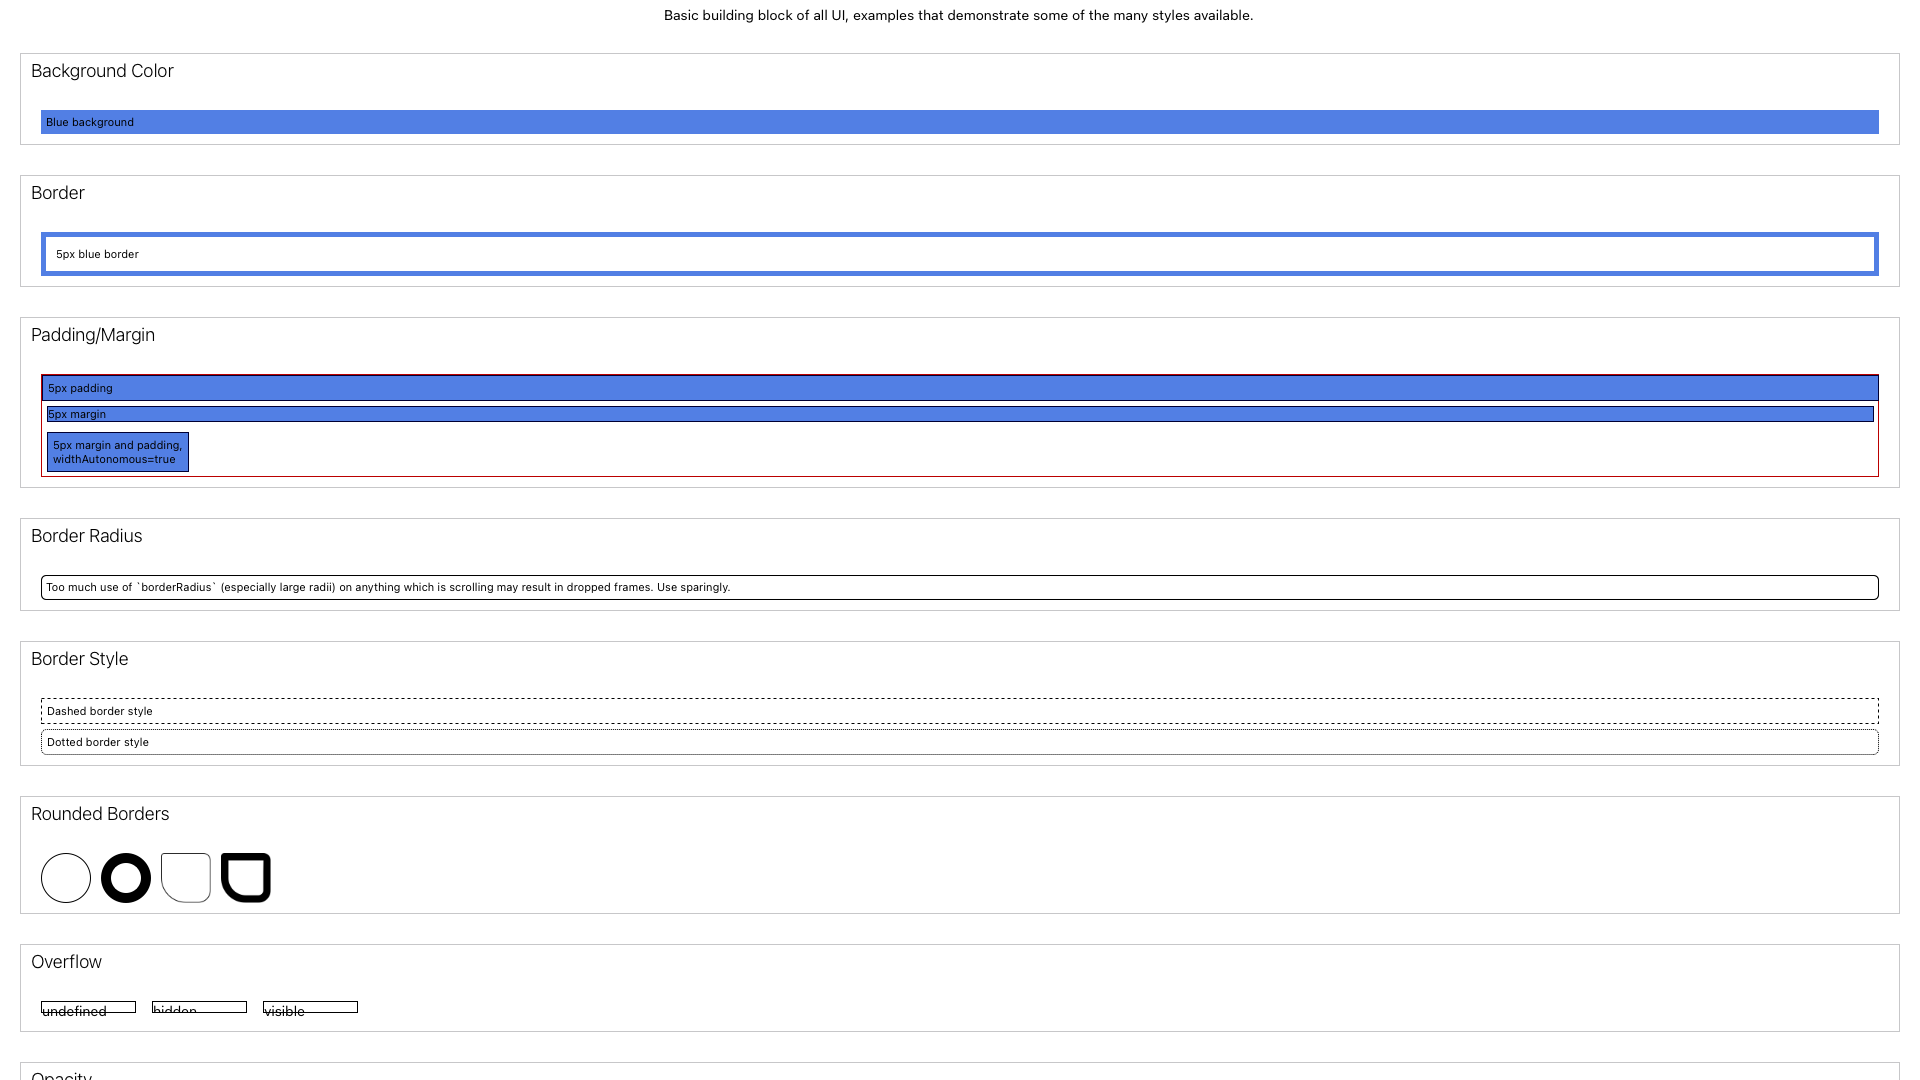 Basic building block of all UI, examples that demonstrate some of the many styles available.
Background Color
Blue background
Border
5px blue border
Padding/Margin
5px padding
5px margin
5px margin and padding,
widthAutonomous=true
Border Radius
Too much use of `borderRadius` (especially large radii) on anything which is scrolling may result in dropped frames. Use sparingly.
Border Style
Dashed border style
Dotted border style
Rounded Borders
Overflow
undefined
hidden
visible
Opacity